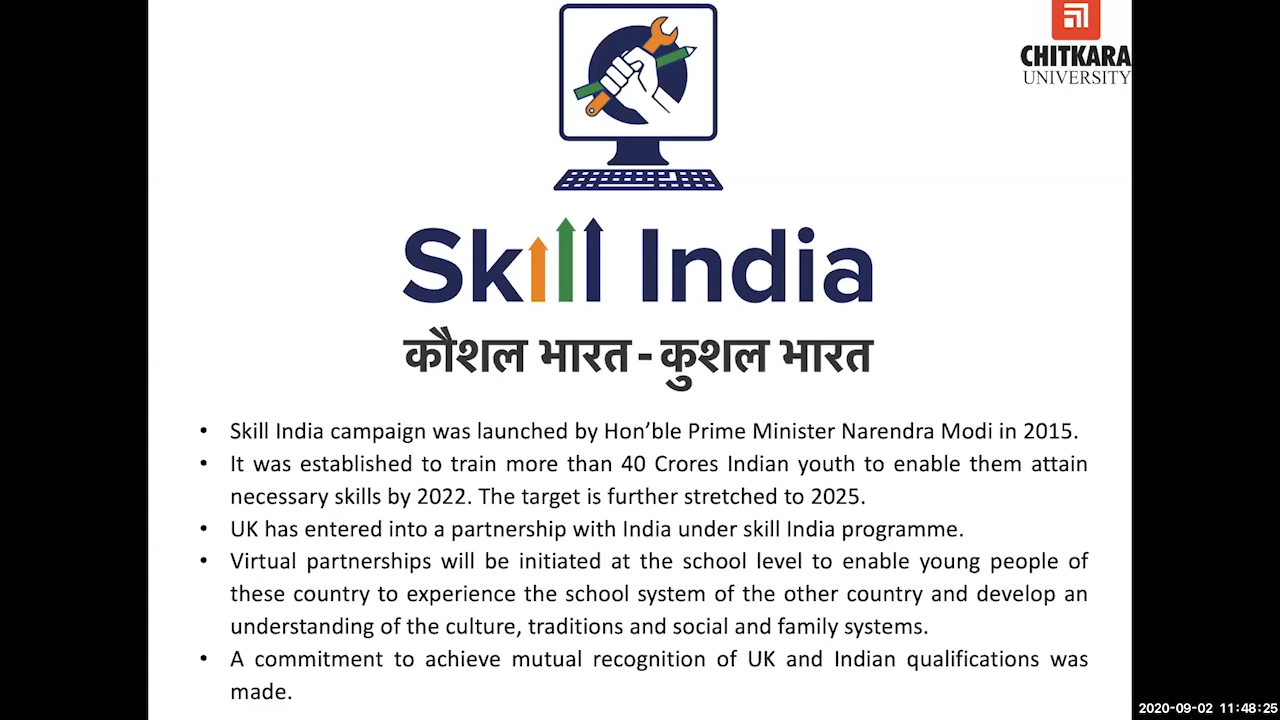 CHITKARA
UNIVERSITY
Skill India
कौशल भारत - कुशल भारत
• Skill India campaign was launched by Hon’ble Prime Minister Narendra Modi in 2015.
• It was established to train more than 40 Crores Indian youth to enable them attain
necessary skills by 2022. The target is further stretched to 2025.
• UK has entered into a partnership with India under skill India programme.
• Virtual partnerships will be initiated at the school level to enable young people of
these country to experience the school system of the other country and develop an
understanding of the culture, traditions and social and family systems.
• A commitment to achieve mutual recognition of UK and Indian qualifications was
made.
2020-09-02 11:48:25